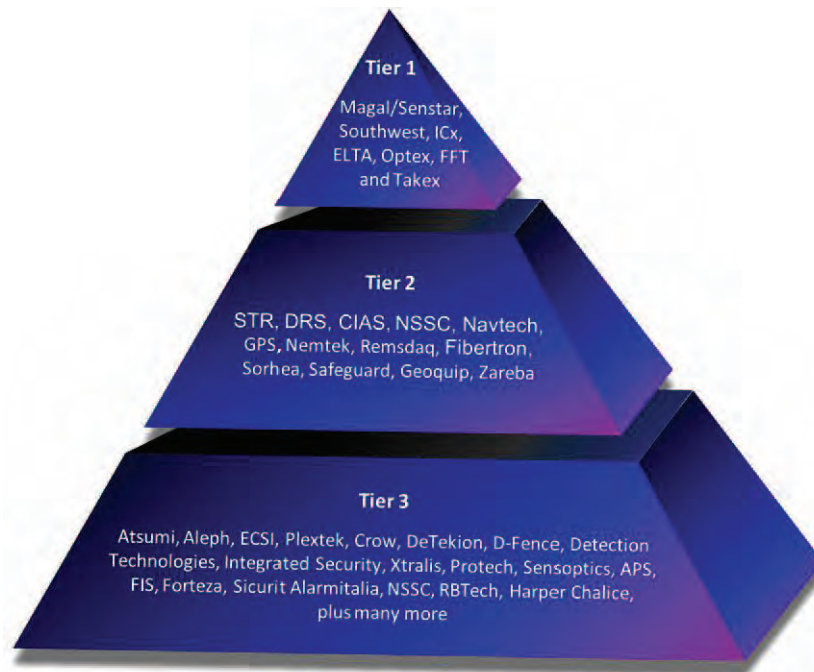 Tier 1
Magal/Senstar,
Southwest, ICx,
ELTA, Optex, FFT
and Takex
Tier 2
STR, DRS, CIAS, NSSC, Navtech,
GPS, Nemtek, Remsdaq, Fibertron,
Sorhea, Safeguard, Geoquip, Zareba
Tier 3
Atsumi, Aleph, ECSI, Plextek, Crow, DeTekion, D-Fence, Detection
Technologies, Integrated Security, Xtralis, Protech, Sensoptics, APS,
FIS, Forteza, Sicurit Alarmitalia, NSSC, RBTech, Harper Chalice,
plus many more